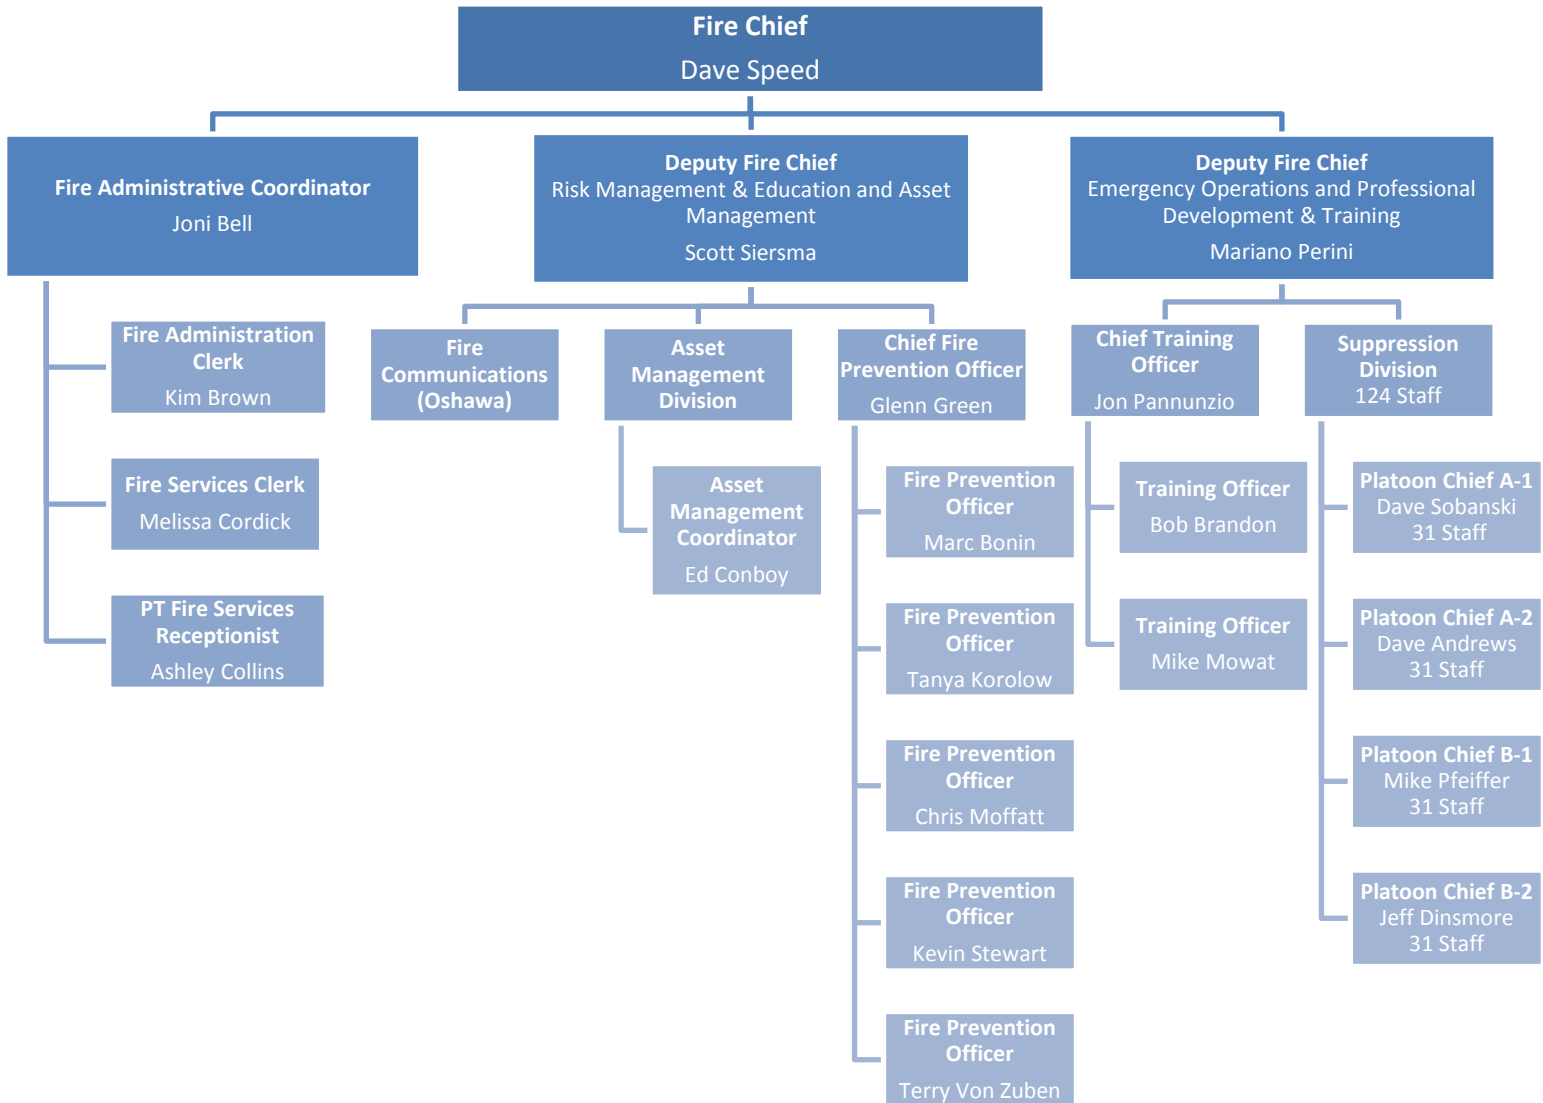 Fire Chief
Dave Speed
Fire Administrative Coordinator
Joni Bell
Deputy Fire Chief
Risk Management & Education and Asset
Management
Scott Siersma
Deputy Fire Chief
Emergency Operations and Professional
Development & Training
Mariano Perini
Fire Administration
Clerk
Kim Brown
Fire Services Clerk
Melissa Cordick
PT Fire Services
Receptionist
Ashley Collins
Fire
Communications
(Oshawa)
Asset
Management
Division
Asset
Management
Coordinator
Ed Conboy
Chief Fire
Prevention Officer
Glenn Green
Fire Prevention
Officer
Marc Bonin
Fire Prevention
Officer
Tanya Korolow
Fire Prevention
Officer
Chris Moffatt
Fire Prevention
Officer
Kevin Stewart
Fire Prevention
Officer
Terry Von Zuben
Chief Training
Officer
Jon Pannunzio
Training Officer
Bob Brandon
Training Officer
Mike Mowat
Suppression
Division
124 Staff
Platoon Chief A-1
Dave Sobanski
31 Staff
Platoon Chief A-2
Dave Andrews
31 Staff
Platoon Chief B-1
Mike Pfeiffer
31 Staff
Platoon Chief B-2
Jeff Dinsmore
31 Staff